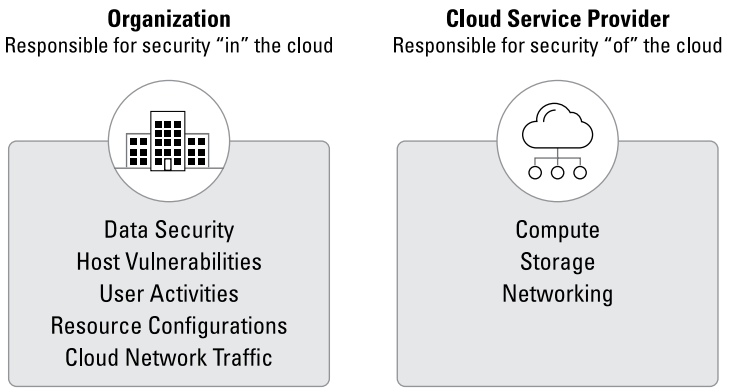 Organization
Responsible for security “in” the cloud
Data Security
Host Vulnerabilities
User Activities
Resource Configurations
Cloud Network Traffic
Cloud Service Provider
Responsible for security “of” the cloud
Compute
Storage
Networking